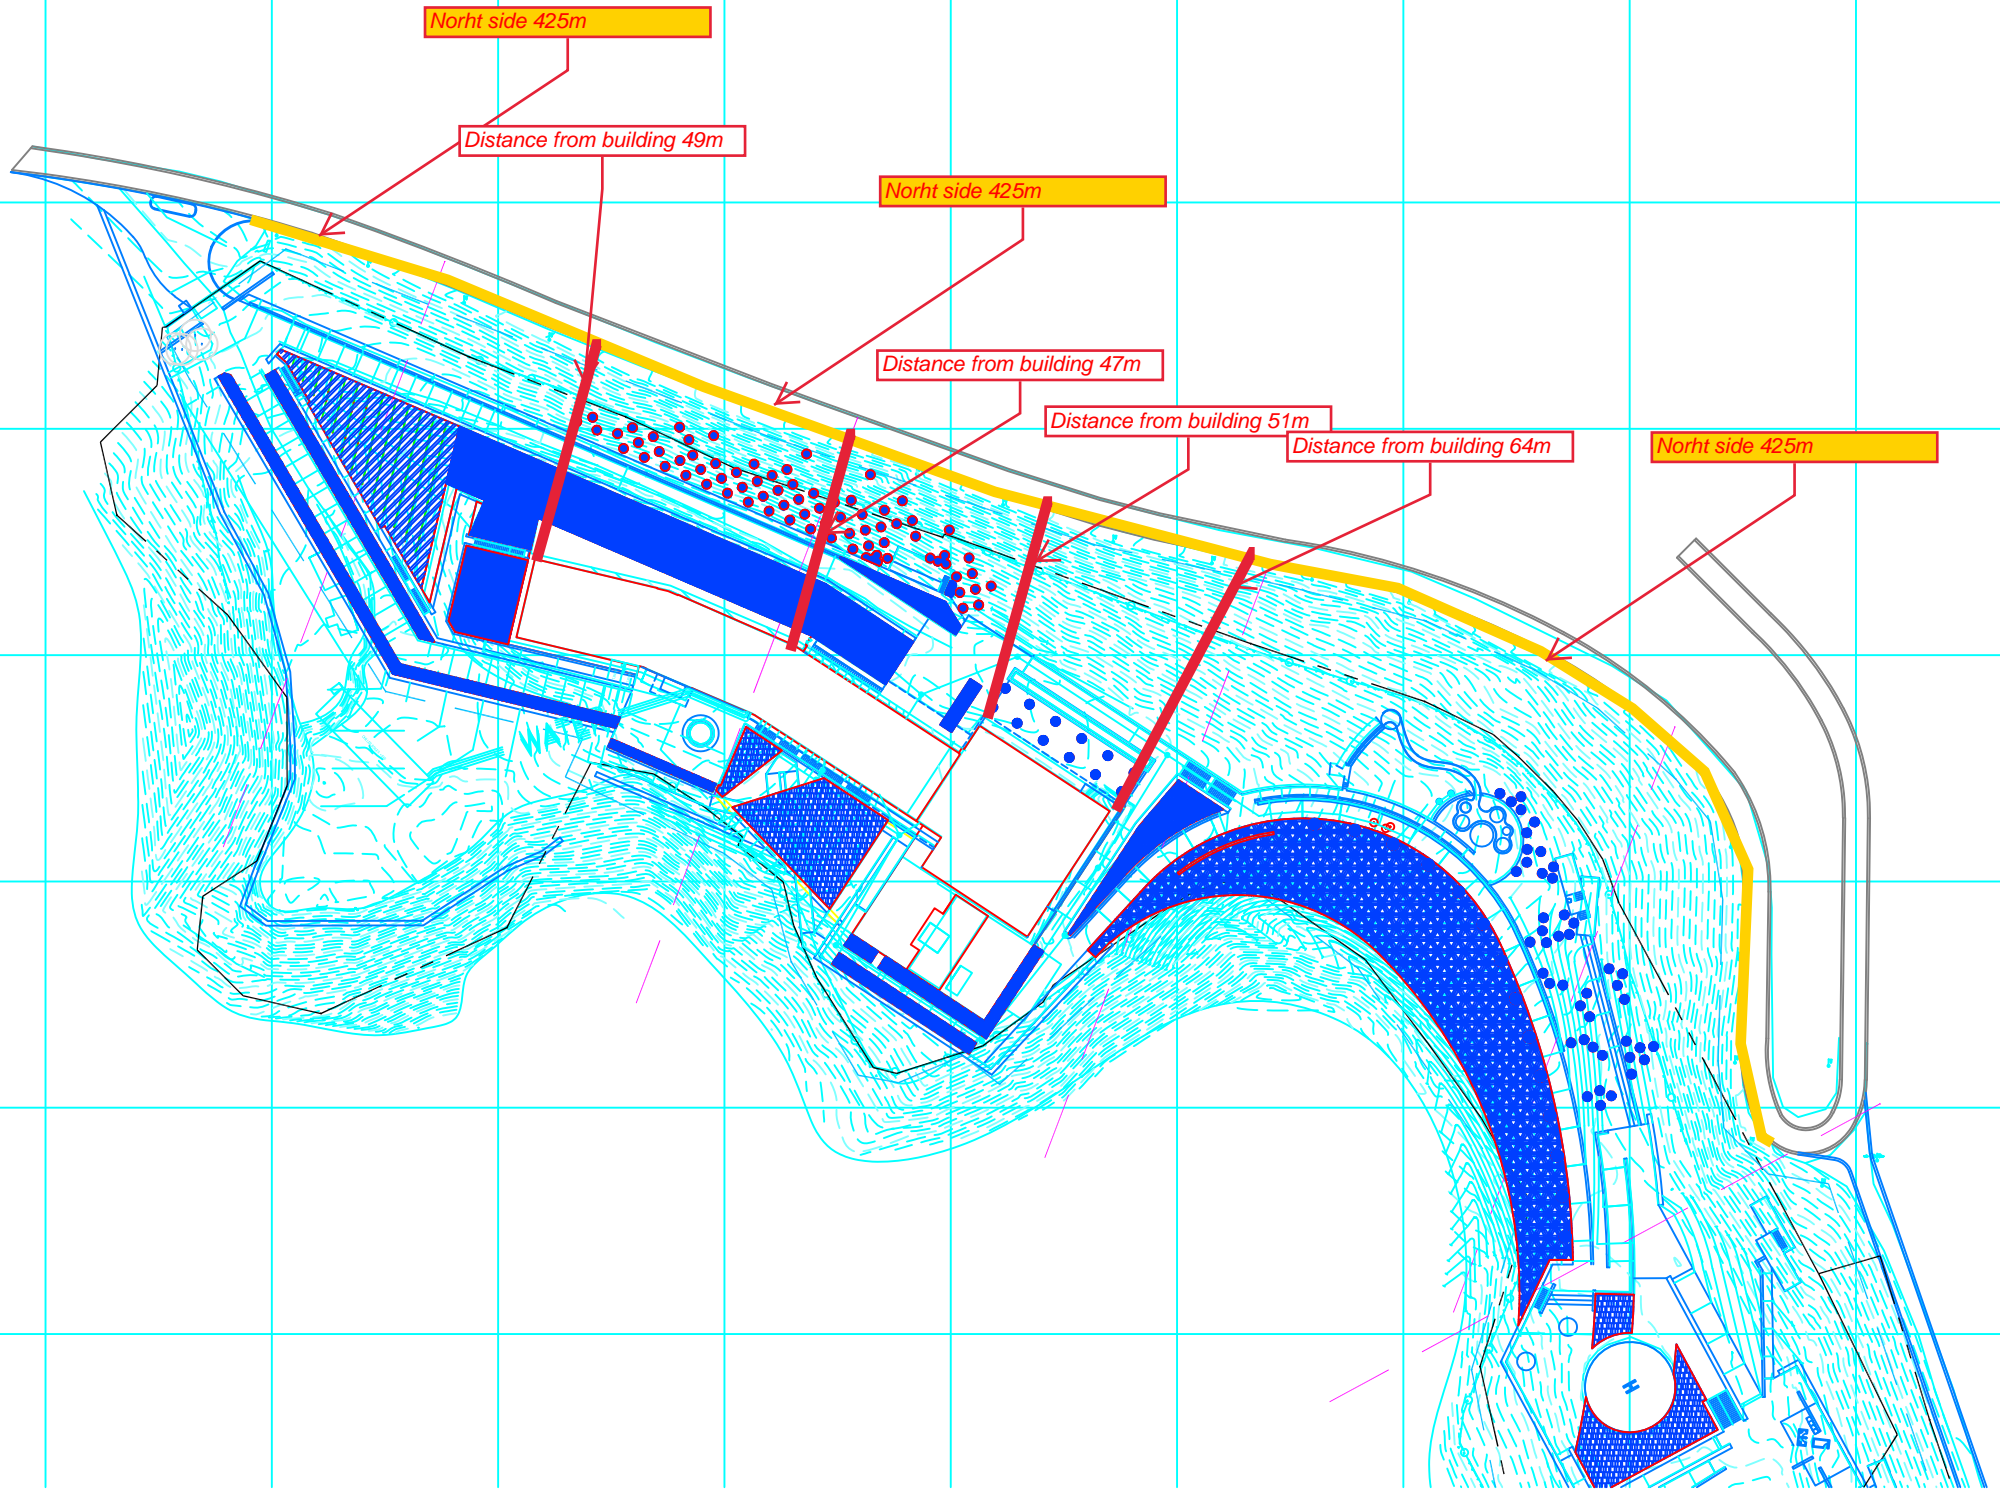 Norht side 425m
Distance from building 49m
Norht side 425m
Distance from building 47m
Distance from building 51m
Distance from building 64m
Norht side 425m
H